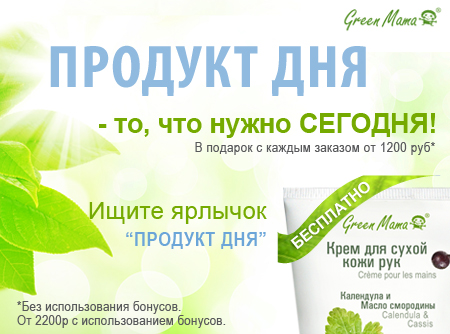 Green Mama®
ПРОДУКТ ДНЯ
- то, что нужно СЕГОДНЯ!
В подарок с каждым заказом от 1200 руб*
Ищите ярлычок
“ПРОДУКТ ДНЯ”
БЕСПЛАТНО
Green Mama®
Крем для сухой
кожи рук
Crème pour les mains
Календула и
Масло смородины
Calendula &
Cassis
*Без использования бонусов.
От 2200р с использованием бонусов.